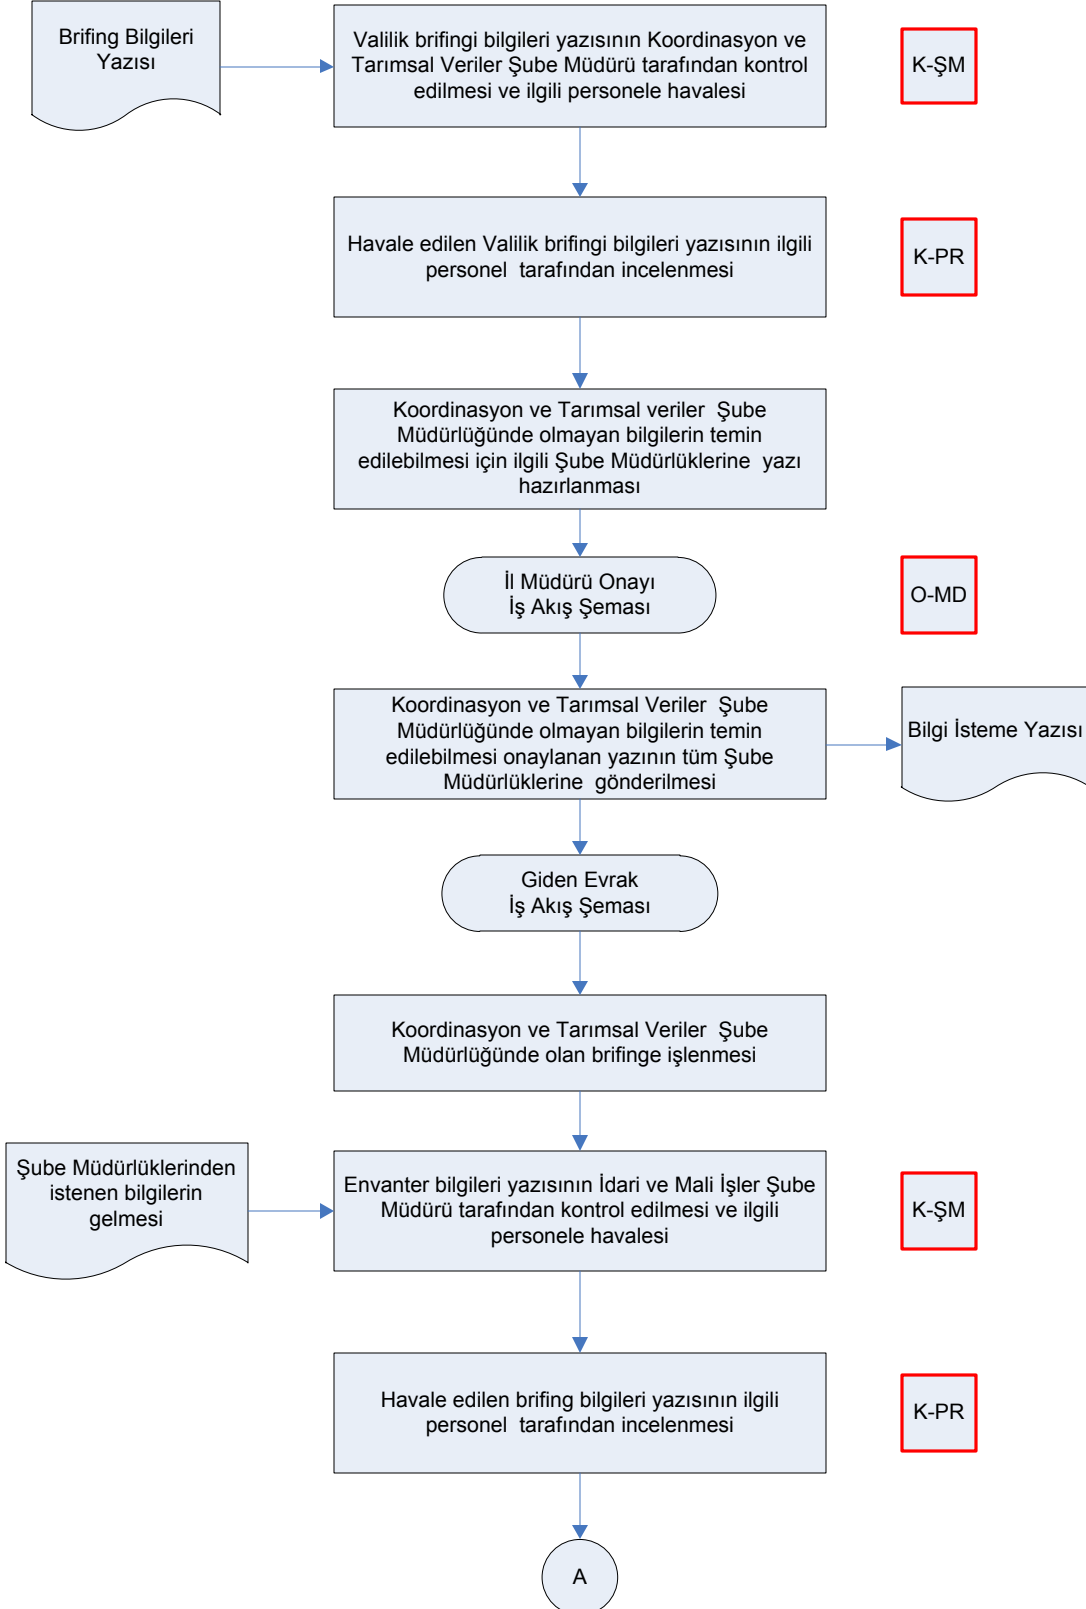 Brifing Bilgileri
Yazısı
Valilik brifingi bilgileri yazısının Koordinasyon ve
Tarımsal Veriler Şube Müdürü tarafından kontrol
edilmesi ve ilgili personele havalesi
K-ŞM
Havale edilen Valilik brifingi bilgileri yazısının ilgili
personel tarafından incelenmesi
K-PR
Koordinasyon ve Tarımsal veriler Şube
Müdürlüğünde olmayan bilgilerin temin
edilebilmesi için ilgili Şube Müdürlüklerine yazı
hazırlanması
İl Müdürü Onayı
İş Akış Şeması
O-MD
Koordinasyon ve Tarımsal Veriler Şube
Müdürlüğünde olmayan bilgilerin temin
edilebilmesi onaylanan yazının tüm Şube
Müdürlüklerine gönderilmesi
Bilgi İsteme Yazısı
Giden Evrak
İş Akış Şeması
Koordinasyon ve Tarımsal Veriler Şube
Müdürlüğünde olan brifinge işlenmesi
Şube Müdürlüklerinden
istenen bilgilerin
gelmesi
Envanter bilgileri yazısının İdari ve Mali İşler Şube
Müdürü tarafından kontrol edilmesi ve ilgili
personele havalesi
K-ŞM
Havale edilen brifing bilgileri yazısının ilgili
personel tarafından incelenmesi
K-PR
A